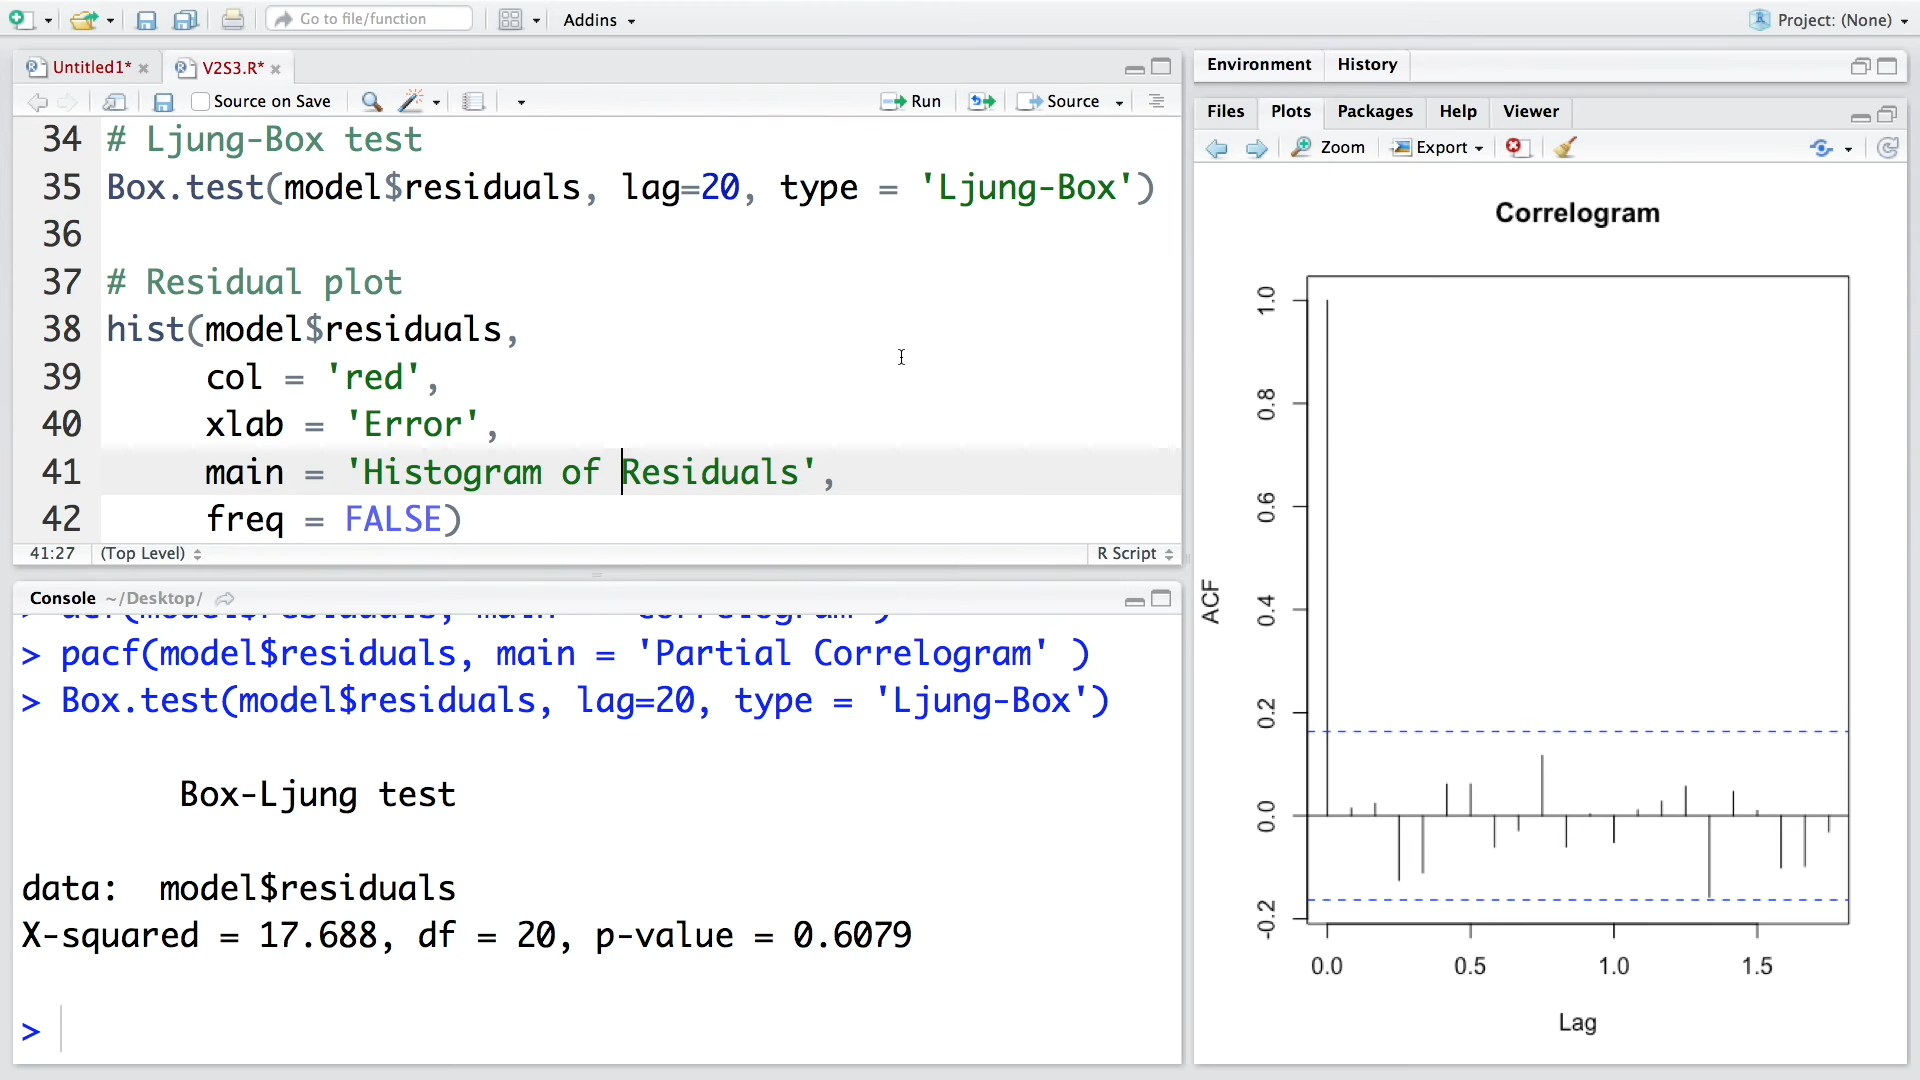 Go to file/function
Addins
Project: (None)
Untitled1*
V2S3.R*
Source on Save
Run
Source
34 # Ljung-Box test
35 Box.test(model$residuals, lag=20, type = 'Ljung-Box')
36
37 # Residual plot
38 hist(model$residuals,
39 col = 'red',
40 xlab = 'Error',
41 main = 'Histogram of Residuals',
42 freq = FALSE)
41:27
(Top Level)
R Script
Console ~/Desktop/
> pacf(model$residuals, main = 'Partial Correlogram' )
> Box.test(model$residuals, lag=20, type = 'Ljung-Box')
Box-Ljung test
data: model$residuals
X-squared = 17.688, df = 20, p-value = 0.6079
>
Environment
History
Files
Plots
Packages
Help
Viewer
Zoom
Export
Correlogram
ACF
1.0
0.8
0.6
0.4
0.2
0.0
-0.2
0.0 0.5 1.0 1.5
Lag